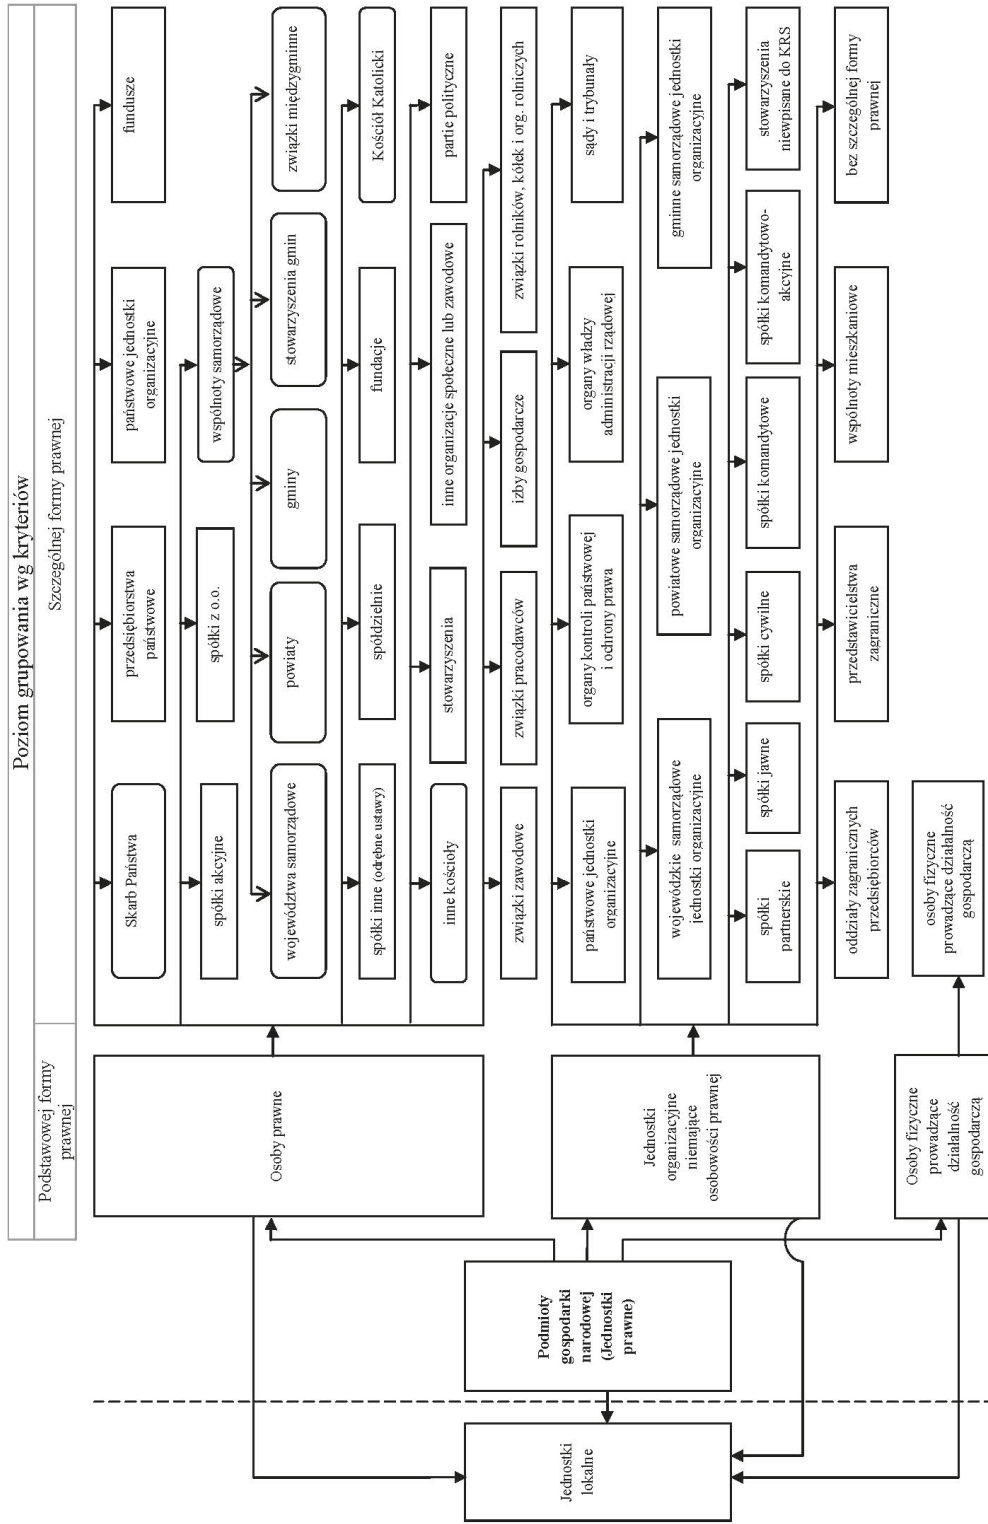 Poziom grupowania wg kryteriów
Podstawowej formy
prawnej
Szczególnej formy prawnej
Podmioty
gospodarki
narodowej
(Jednostki
prawne)
Jednostki
lokalne
Osoby prawne
Skarb Państwa
przedsiębiorstwa
państwowe
państwowe jednostki
organizacyjne
fundusze
spółki akcyjne
spółki z o.o.
wspólnoty samorządowe
województwa samorządowe
powiaty
gminy
stowarzyszenia gmin
związki międzygminne
spółki inne (odrębne ustawy)
spółdzielnie
fundacje
Kościół Katolicki
inne kościoły
stowarzyszenia
inne organizacje społeczne lub zawodowe
partie polityczne
związki zawodowe
związki pracodawców
izby gospodarcze
związki rolników, kółek i org. rolniczych
Jednostki
organizacyjne
niemające
osobowości prawnej
państwowe jednostki
organizacyjne
organy kontroli państwowej
i ochrony prawa
organy władzy
administracji rządowej
sądy i trybunały
wojewódzkie samorządowe
jednostki organizacyjne
powiatowe samorządowe jednostki
organizacyjne
gminne samorządowe jednostki
organizacyjne
spółki
partnerskie
spółki jawne
spółki cywilne
spółki komandytowe
spółki komandytowo-
akcyjne
stowarzyszenia
niewpisane do KRS
oddziały zagranicznych
przedsiębiorców
przedstawicielstwa
zagraniczne
wspólnoty mieszkaniowe
bez szczególnej formy
prawnej
Osoby fizyczne
prowadzące
działalność
gospodarczą
osoby fizyczne
prowadzące działalność
gospodarczą